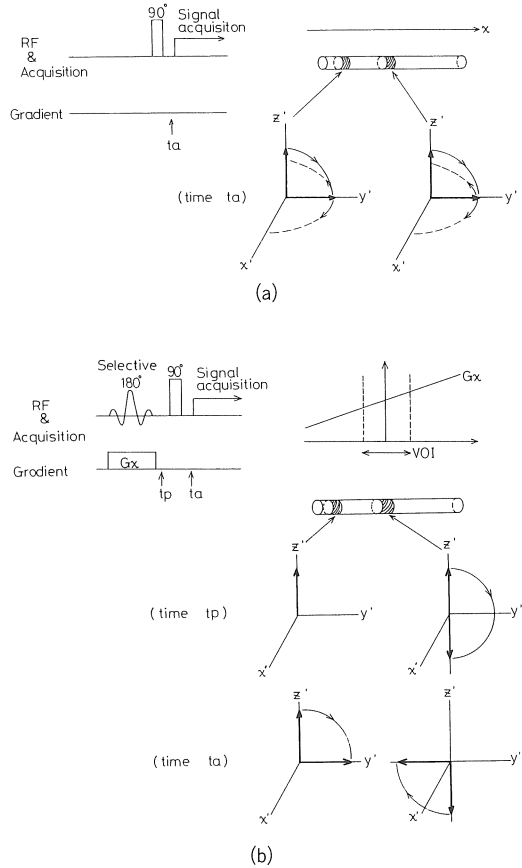 90°
Signal
acquisiton
RF
&
Acquisition
Gradient
ta
x
z'
y'
x'
z'
y'
x'
(time ta)
(a)
Selective
180°
90°
Signal
acquisition
RF
&
Acquisition
Grodient
Gx
tp
ta
Gx
VOI
z'
y'
x'
z'
y'
x'
(time tp)
z'
y'
x'
z'
y'
x'
(time ta)
(b)